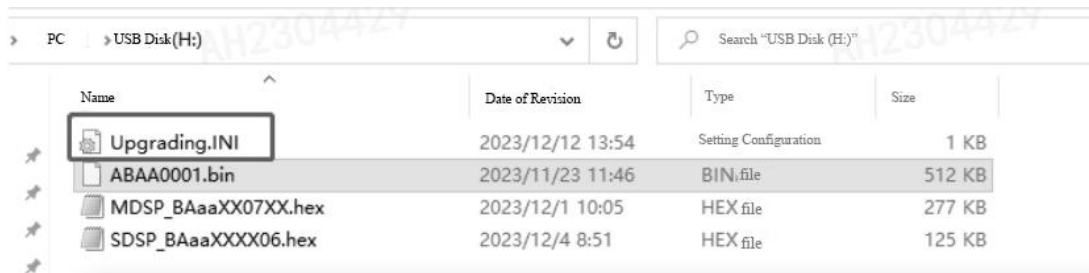 > PC > USB Disk (H:) Search "USB Disk (H:)"
AH2304429
AH2304429
Name Date of Revision Type Size
Upgrading.INI 2023/12/12 13:54 Setting Configuration 1 KB
ABAA0001.bin 2023/11/23 11:46 BIN file 512 KB
MDSP_BAaaXX07XX.hex 2023/12/1 10:05 HEX file 277 KB
SDSP_BAaaXXXX06.hex 2023/12/4 8:51 HEX file 125 KB